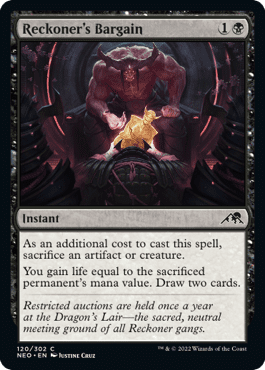 Reckoner's Bargain 1
Instant
As an additional cost to cast this spell,
sacrifice an artifact or creature.
You gain life equal to the sacrificed
permanent's mana value. Draw two cards.
Restricted auctions are held once a year
at the Dragon's Lair—the sacred, neutral
meeting ground of all Reckoner gangs.
120/302 C
NEO • EN Justine Cruz
™ & © 2022 Wizards of the Coast